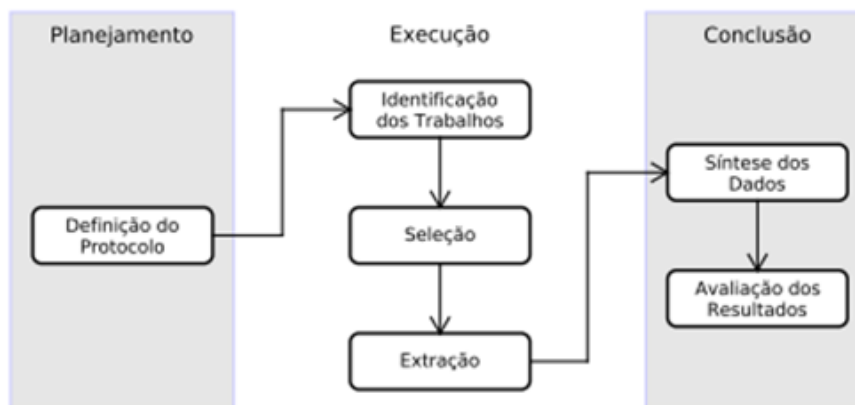 Planejamento
Execução
Conclusão
Definição do
Protocolo
Identificação
dos Trabalhos
Seleção
Extração
Síntese dos
Dados
Avaliação dos
Resultados